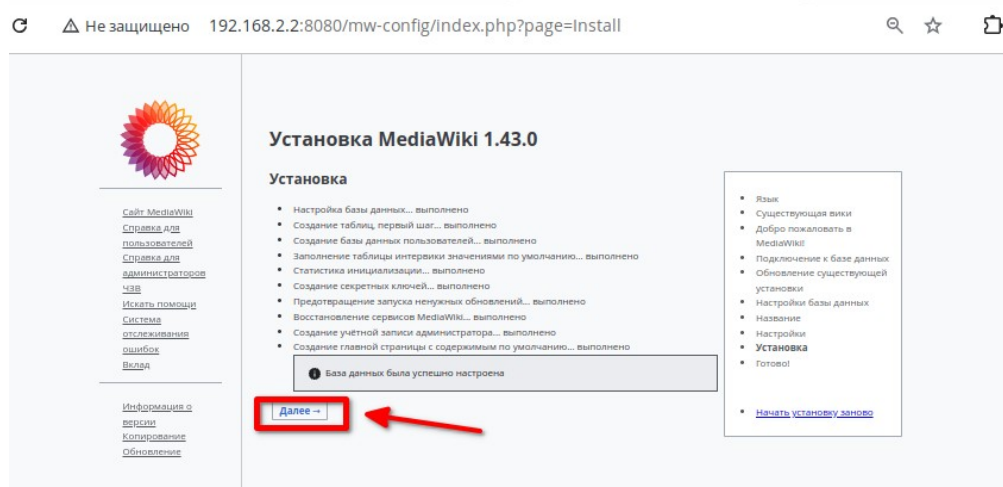 Не защищено 192.168.2.2:8080/mw-config/index.php?page=Install
Установка MediaWiki 1.43.0
Установка
Настройка базы данных... выполнено
Создание таблиц, первый шаг... выполнено
Создание базы данных пользователей... выполнено
Заполнение таблицы интервики значениями по умолчанию... выполнено
Статистика инициализации... выполнено
Создание секретных ключей... выполнено
Предотвращение запуска ненужных обновлений... выполнено
Восстановление сервисов MediaWiki... выполнено
Создание учётной записи администратора... выполнено
Создание главной страницы с содержимым по умолчанию... выполнено
База данных была успешно настроена
Далее →
Сайт MediaWiki
Справка для
пользователей
Справка для
администраторов
ЧЗВ
Искать помощи
Система
отслеживания
ошибок
Вклад
Информация о
версии
Копирование
Обновление
Язык
Существующая вики
Добро пожаловать в
MediaWiki!
Подключение к базе данных
Обновление существующей
установки
Настройки базы данных
Название
Настройки
Установка
Готово!
Начать установку заново